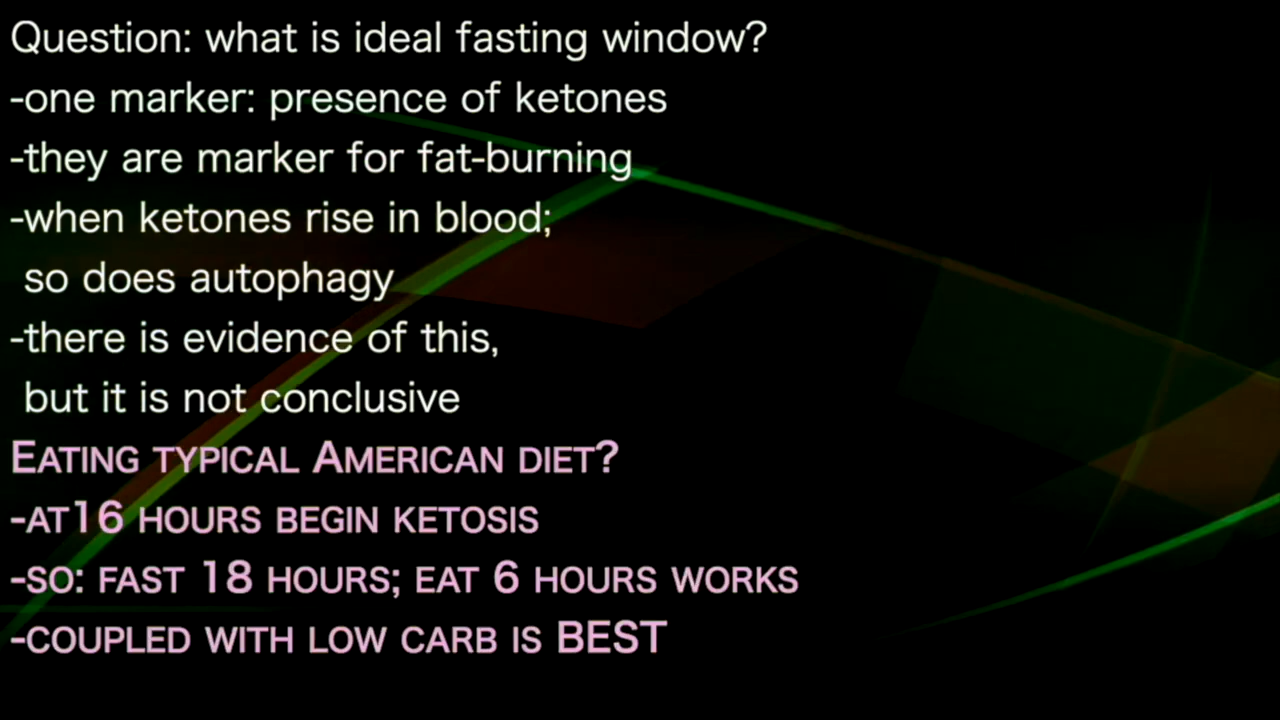 Question: what is ideal fasting window?
-one marker: presence of ketones
-they are marker for fat-burning
-when ketones rise in blood;
so does autophagy
-there is evidence of this,
but it is not conclusive
EATING TYPICAL AMERICAN DIET?
-AT16 HOURS BEGIN KETOSIS
-SO: FAST 18 HOURS; EAT 6 HOURS WORKS
-COUPLED WITH LOW CARB IS BEST